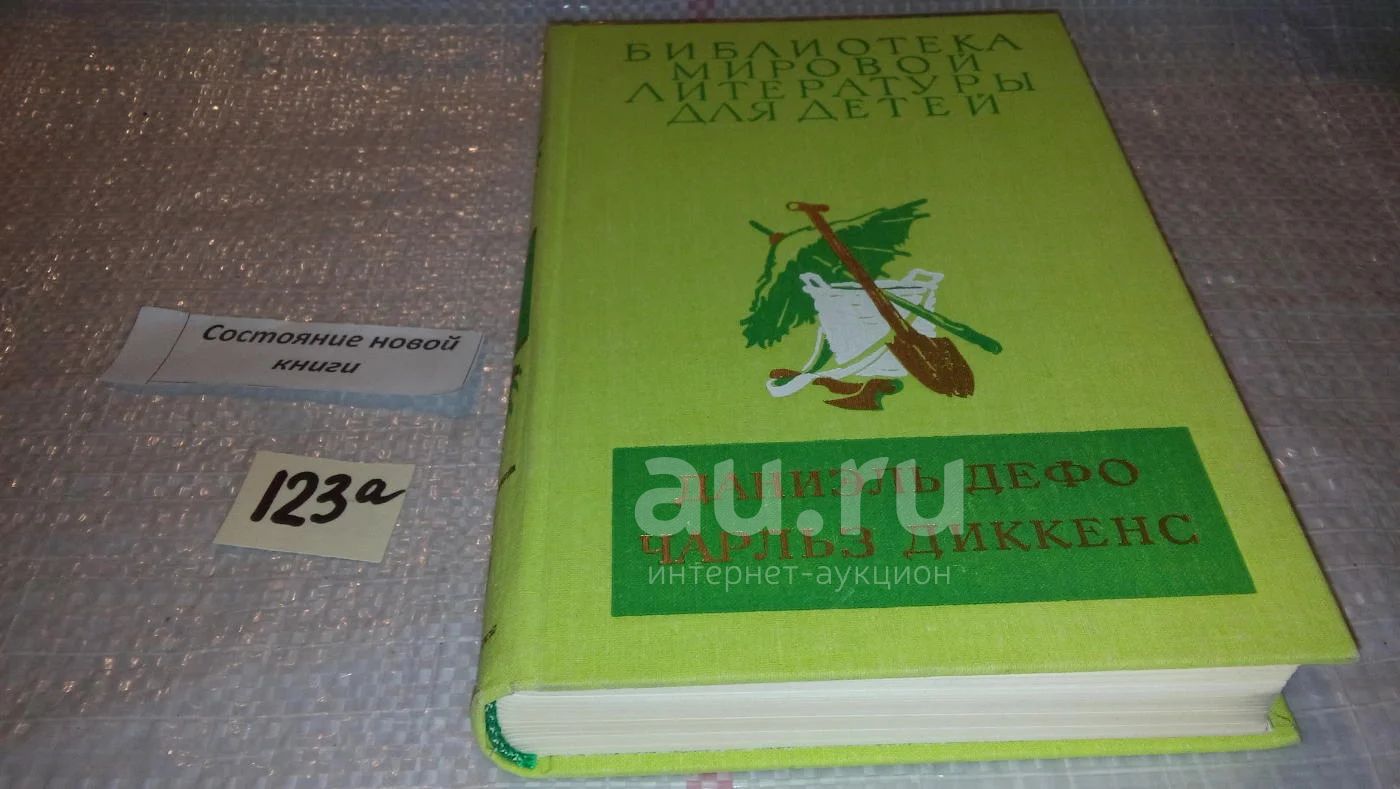 БИБЛИОТЕКА
МИРОВОЙ
ЛИТЕРАТУРЫ
ДЛЯ ДЕТЕЙ
Состояние новой
книги
123а
ДАНИЭЛЬ ДЕФО
ЧАРЛЬЗ ДИККЕНС
au.ru
интернет-аукцион